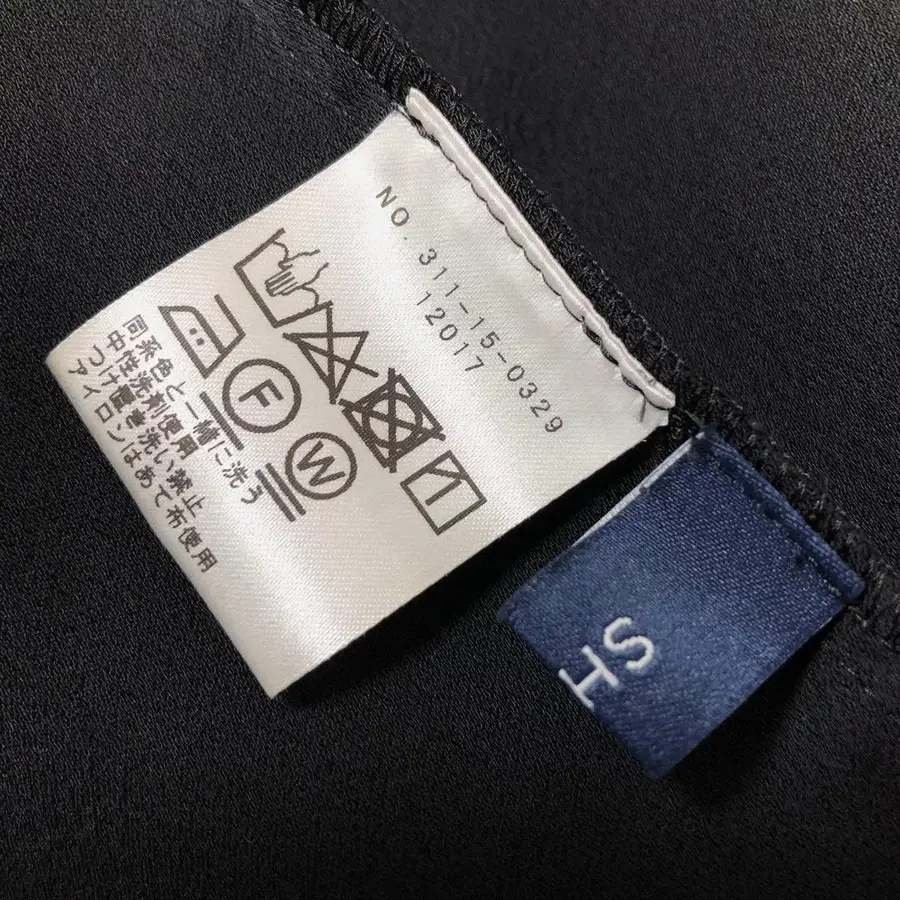 NO. 311-15-0329
12017
F
W
同系色と一緒に洗う
中性洗剤使用
つけ置き洗い禁止
アイロンはあて布使用
HS